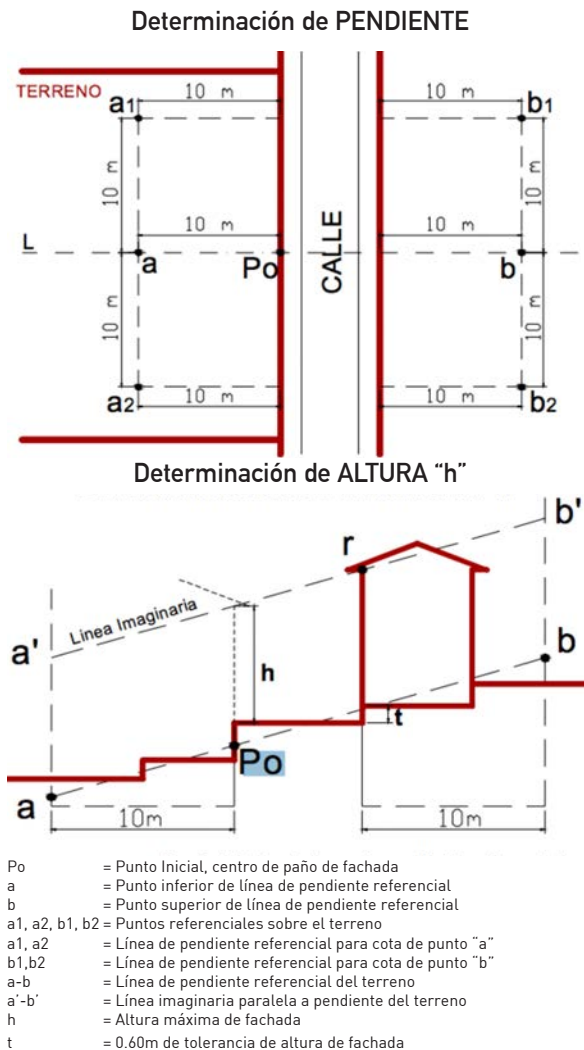 Determinación de PENDIENTE
TERRENO
a1
10 m
10 m
b1
10 m
10 m
10 m
10 m
L
a
Po
CALLE
b
10 m
10 m
a2
10 m
10 m
b2
Determinación de ALTURA “h”
b'
r
Linea Imaginaria
a'
h
b
t
Po
a
10m
10m
Po = Punto Inicial, centro de paño de fachada
a = Punto inferior de línea de pendiente referencial
b = Punto superior de línea de pendiente referencial
a1, a2, b1, b2 = Puntos referenciales sobre el terreno
a1, a2 = Línea de pendiente referencial para cota de punto “a”
b1,b2 = Línea de pendiente referencial para cota de punto “b”
a-b = Línea de pendiente referencial del terreno
a’-b’ = Línea imaginaria paralela a pendiente del terreno
h = Altura máxima de fachada
t = 0.60m de tolerancia de altura de fachada